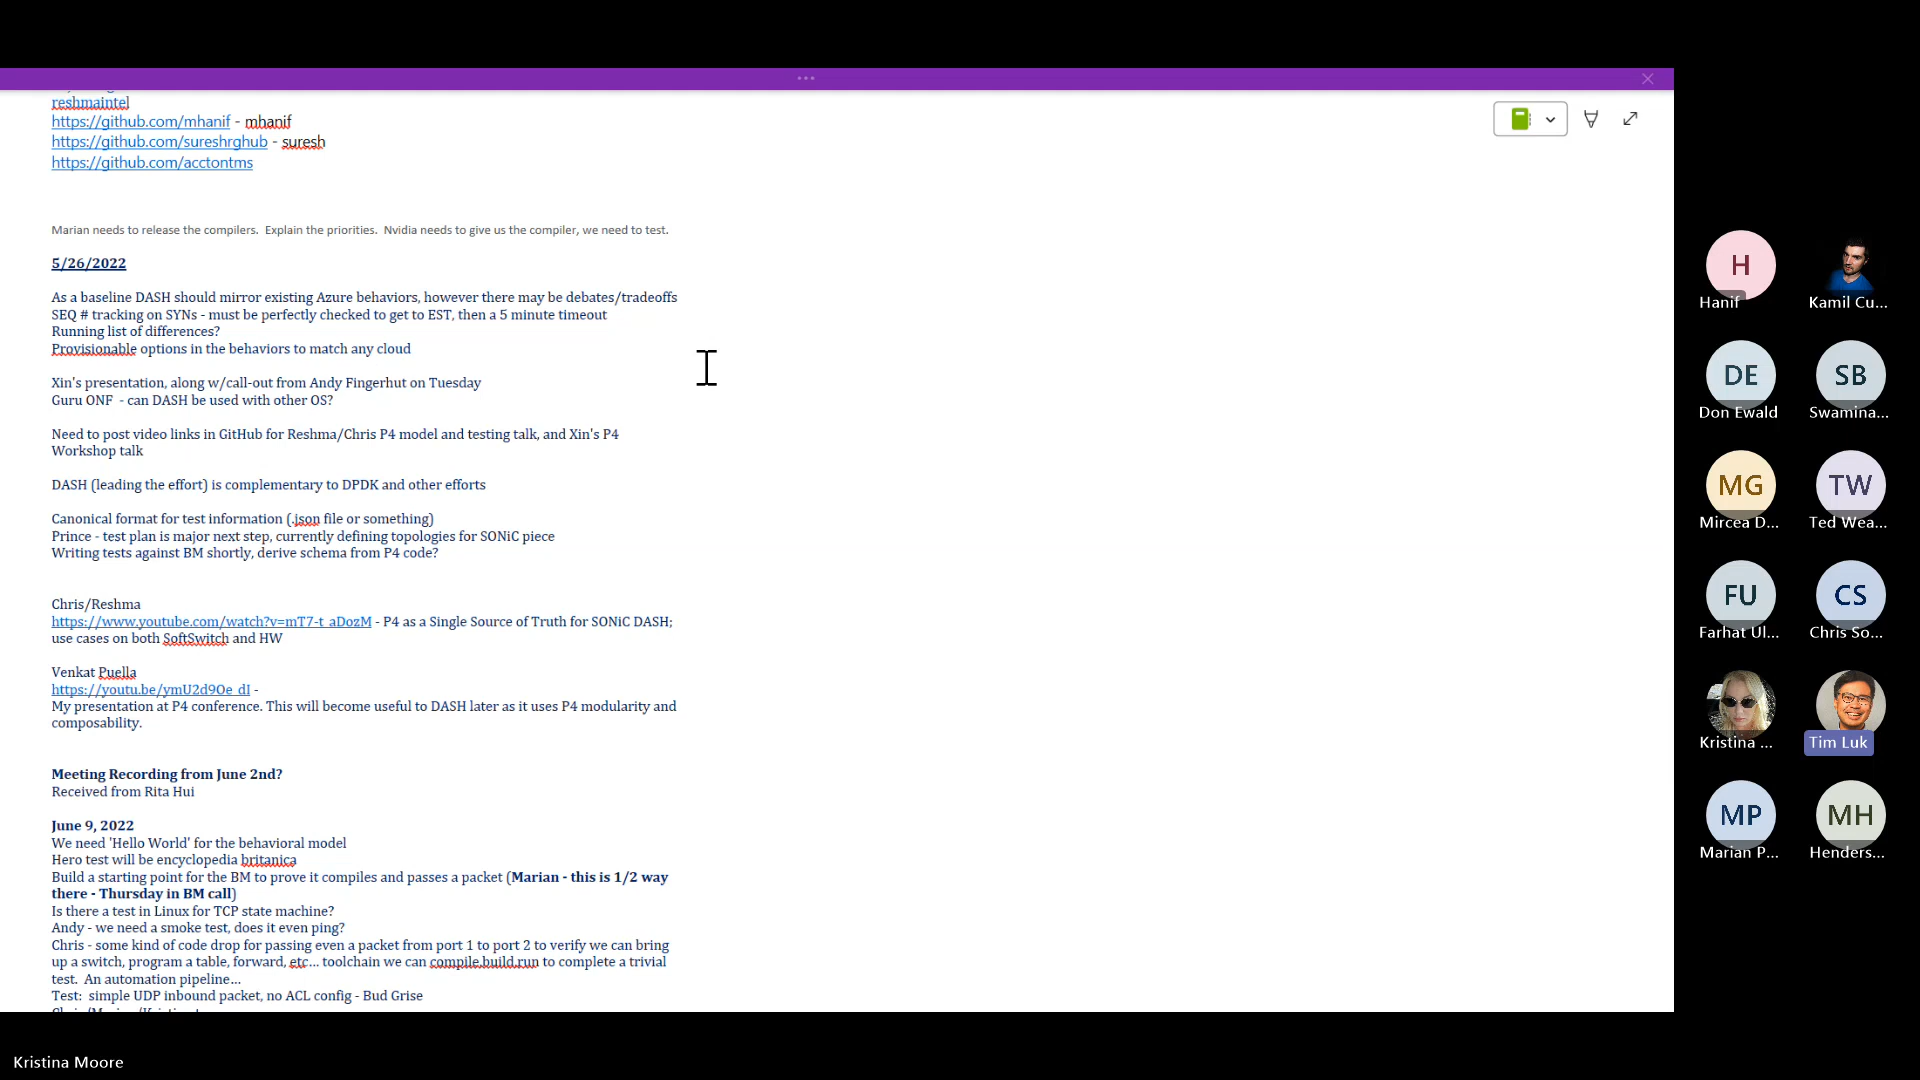 reshmaintel
https://github.com/mhanif - mhanif
https://github.com/sureshrghub - suresh
https://github.com/acctontms
Marian needs to release the compilers.  Explain the priorities.  Nvidia needs to give us the compiler, we need to test.
5/26/2022
As a baseline DASH should mirror existing Azure behaviors, however there may be debates/tradeoffs
SEQ # tracking on SYNs - must be perfectly checked to get to EST, then a 5 minute timeout
Running list of differences?
Provisionable options in the behaviors to match any cloud
Xin's presentation, along w/call-out from Andy Fingerhut on Tuesday
Guru ONF  - can DASH be used with other OS?
Need to post video links in GitHub for Reshma/Chris P4 model and testing talk, and Xin's P4
Workshop talk
DASH (leading the effort) is complementary to DPDK and other efforts
Canonical format for test information (.json file or something)
Prince - test plan is major next step, currently defining topologies for SONiC piece
Writing tests against BM shortly, derive schema from P4 code?
Chris/Reshma
https://www.youtube.com/watch?v=mT7-t_aDozM - P4 as a Single Source of Truth for SONiC DASH;
use cases on both SoftSwitch and HW
Venkat Puella
https://youtu.be/ymU2d9Oe_dI -
My presentation at P4 conference. This will become useful to DASH later as it uses P4 modularity and
composability.
Meeting Recording from June 2nd?
Received from Rita Hui
June 9, 2022
We need 'Hello World' for the behavioral model
Hero test will be encyclopedia britanica
Build a starting point for the BM to prove it compiles and passes a packet (Marian - this is 1/2 way
there - Thursday in BM call)
Is there a test in Linux for TCP state machine?
Andy - we need a smoke test, does it even ping?
Chris - some kind of code drop for passing even a packet from port 1 to port 2 to verify we can bring
up a switch, program a table, forward, etc... toolchain we can compile,build,run to complete a trivial
test.  An automation pipeline...
Test:  simple UDP inbound packet, no ACL config - Bud Grise
H
Hanif
Kamil Cu...
DE
Don Ewald
SB
Swamina...
MG
Mircea D...
TW
Ted Wea...
FU
Farhat Ul...
CS
Chris So...
Kristina ...
Tim Luk
MP
Marian P...
MH
Henders...
Kristina Moore